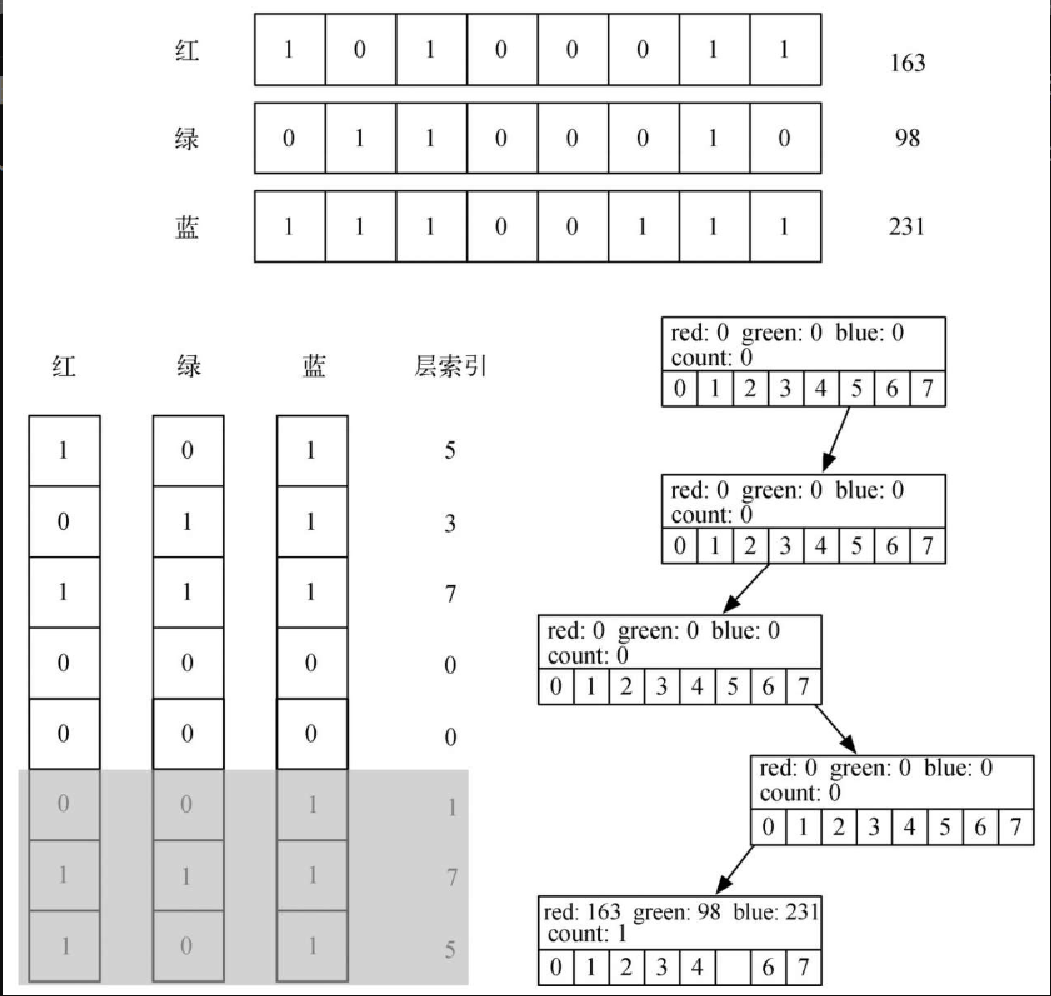 红 1 0 1 0 0 0 1 1 163
绿 0 1 1 0 0 0 1 0 98
蓝 1 1 1 0 0 1 1 1 231
红 绿 蓝 层索引
1 0 1 5
0 1 1 3
1 1 1 7
0 0 0 0
0 0 0 0
0 0 1 1
1 1 1 7
1 0 1 5
red: 0 green: 0 blue: 0
count: 0
0 1 2 3 4 5 6 7
red: 0 green: 0 blue: 0
count: 0
0 1 2 3 4 5 6 7
red: 0 green: 0 blue: 0
count: 0
0 1 2 3 4 5 6 7
red: 0 green: 0 blue: 0
count: 0
0 1 2 3 4 5 6 7
red: 163 green: 98 blue: 231
count: 1
0 1 2 3 4 6 7